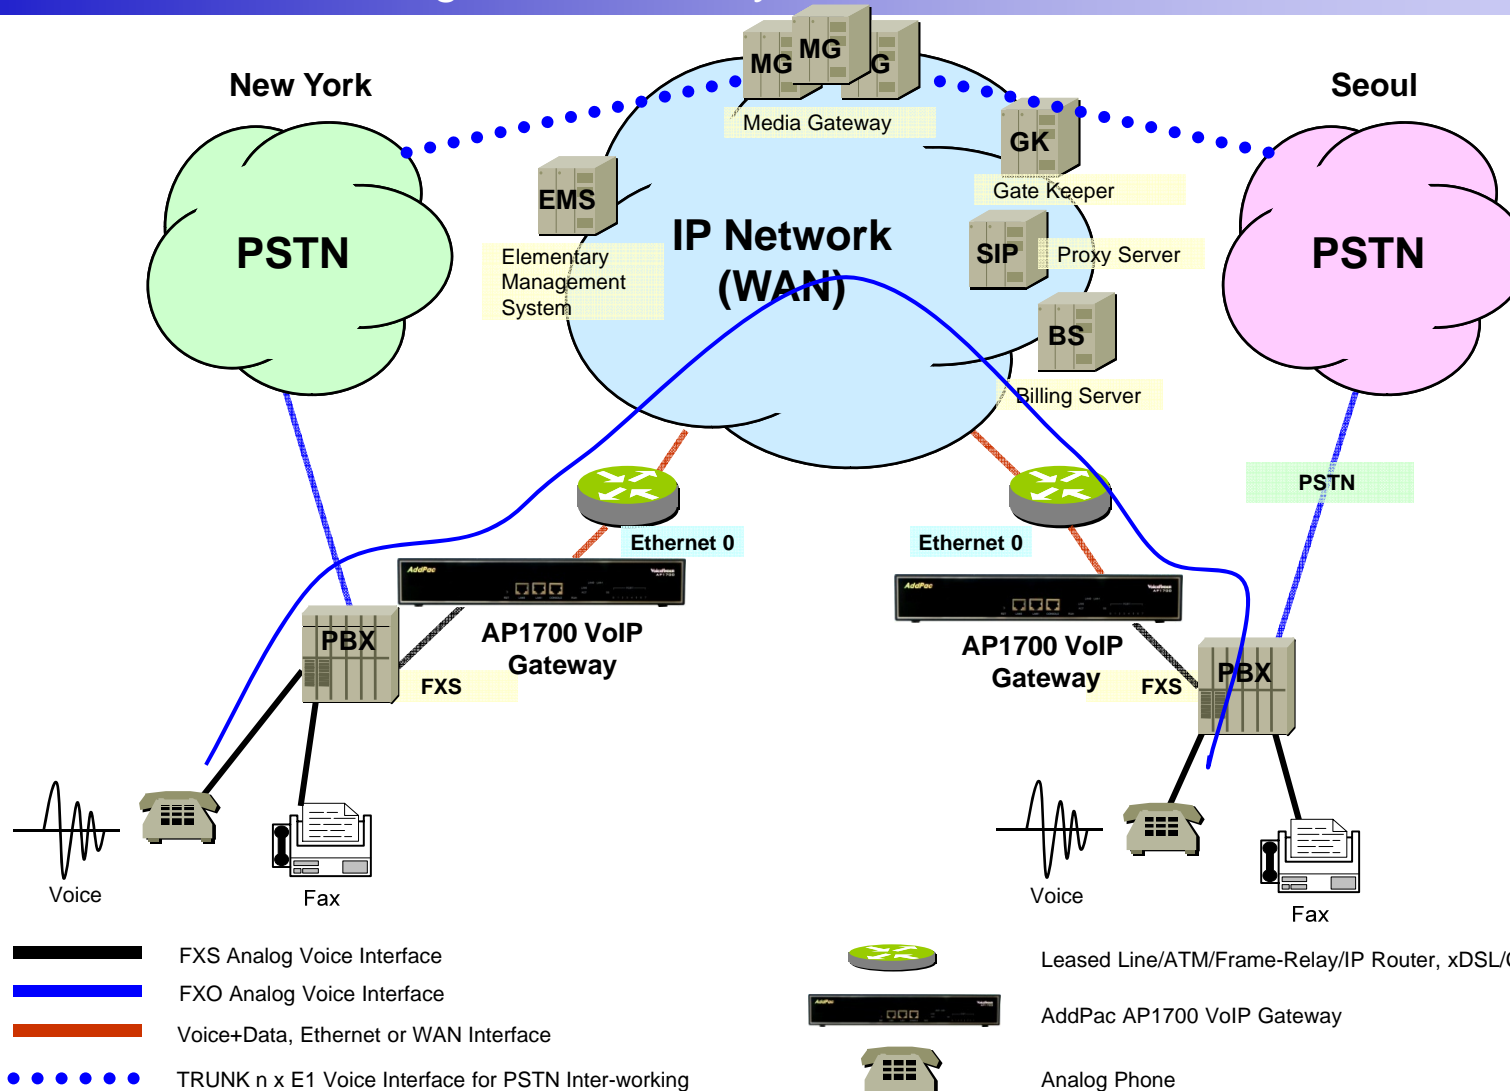 MG
MG
G
New York
Seoul
Media Gateway
GK
EMS
Gate Keeper
PSTN
IP Network
(WAN)
SIP
Proxy Server
PSTN
Elementary
Management
System
BS
Billing Server
PSTN
Ethernet 0
Ethernet 0
AddPac
AddPac
PBX
AP1700 VoIP
Gateway
FXS
AP1700 VoIP
Gateway
FXS
PBX
Voice
Fax
Voice
Fax
FXS Analog Voice Interface
FXO Analog Voice Interface
Voice+Data, Ethernet or WAN Interface
TRUNK n x E1 Voice Interface for PSTN Inter-working
Leased Line/ATM/Frame-Relay/IP Router, xDSL/
AddPac
AddPac AP1700 VoIP Gateway
Analog Phone